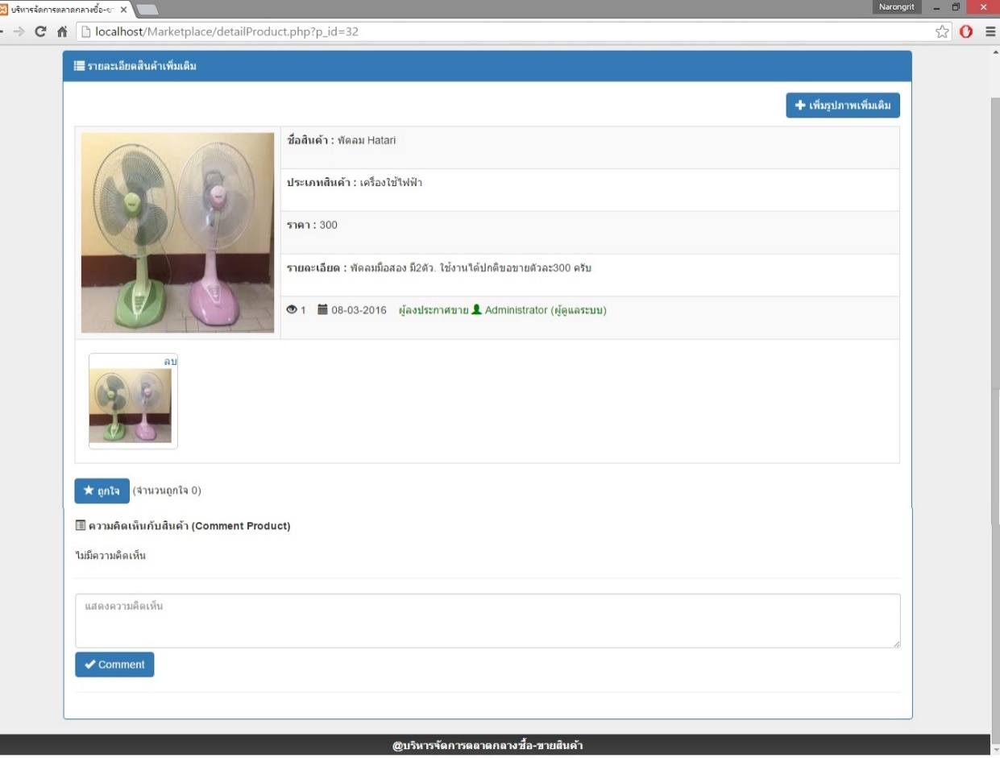 บริหารจัดการตลาดกลางซื้อ-ขา
Narongrit
localhost/Marketplace/detailProduct.php?p_id=32
รายละเอียดสินค้าเพิ่มเติม
เพิ่มรูปภาพเพิ่มเติม
ชื่อสินค้า : พัดลม Hatari
ประเภทสินค้า : เครื่องใช้ไฟฟ้า
ราคา : 300
รายละเอียด : พัดลมมือสอง มี2ตัว. ใช้งานได้ปกติขอขายตัวละ300 ครับ
1 08-03-2016 ผู้ลงประกาศขาย Administrator (ผู้ดูแลระบบ)
ลบ
ถูกใจ (จำนวนถูกใจ 0)
ความคิดเห็นกับสินค้า (Comment Product)
ไม่มีความคิดเห็น
แสดงความคิดเห็น
Comment
@บริหารจัดการตลาดกลางซื้อ-ขายสินค้า